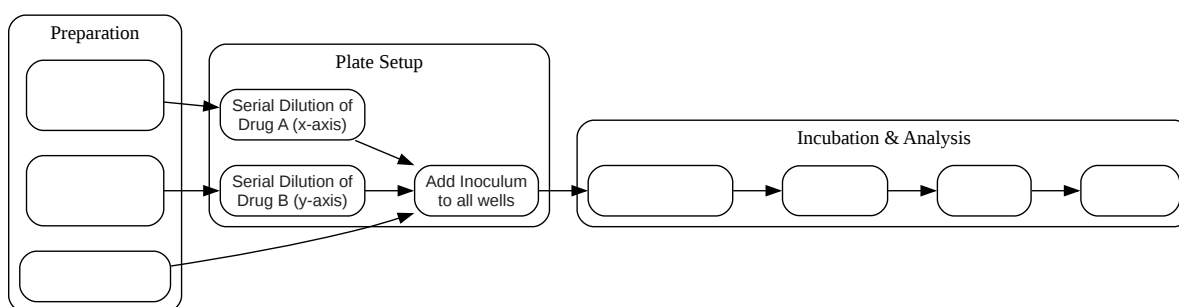 Preparation
Plate Setup
Serial Dilution of
Drug A (x-axis)
Serial Dilution of
Drug B (y-axis)
Add Inoculum
to all wells
Incubation & Analysis